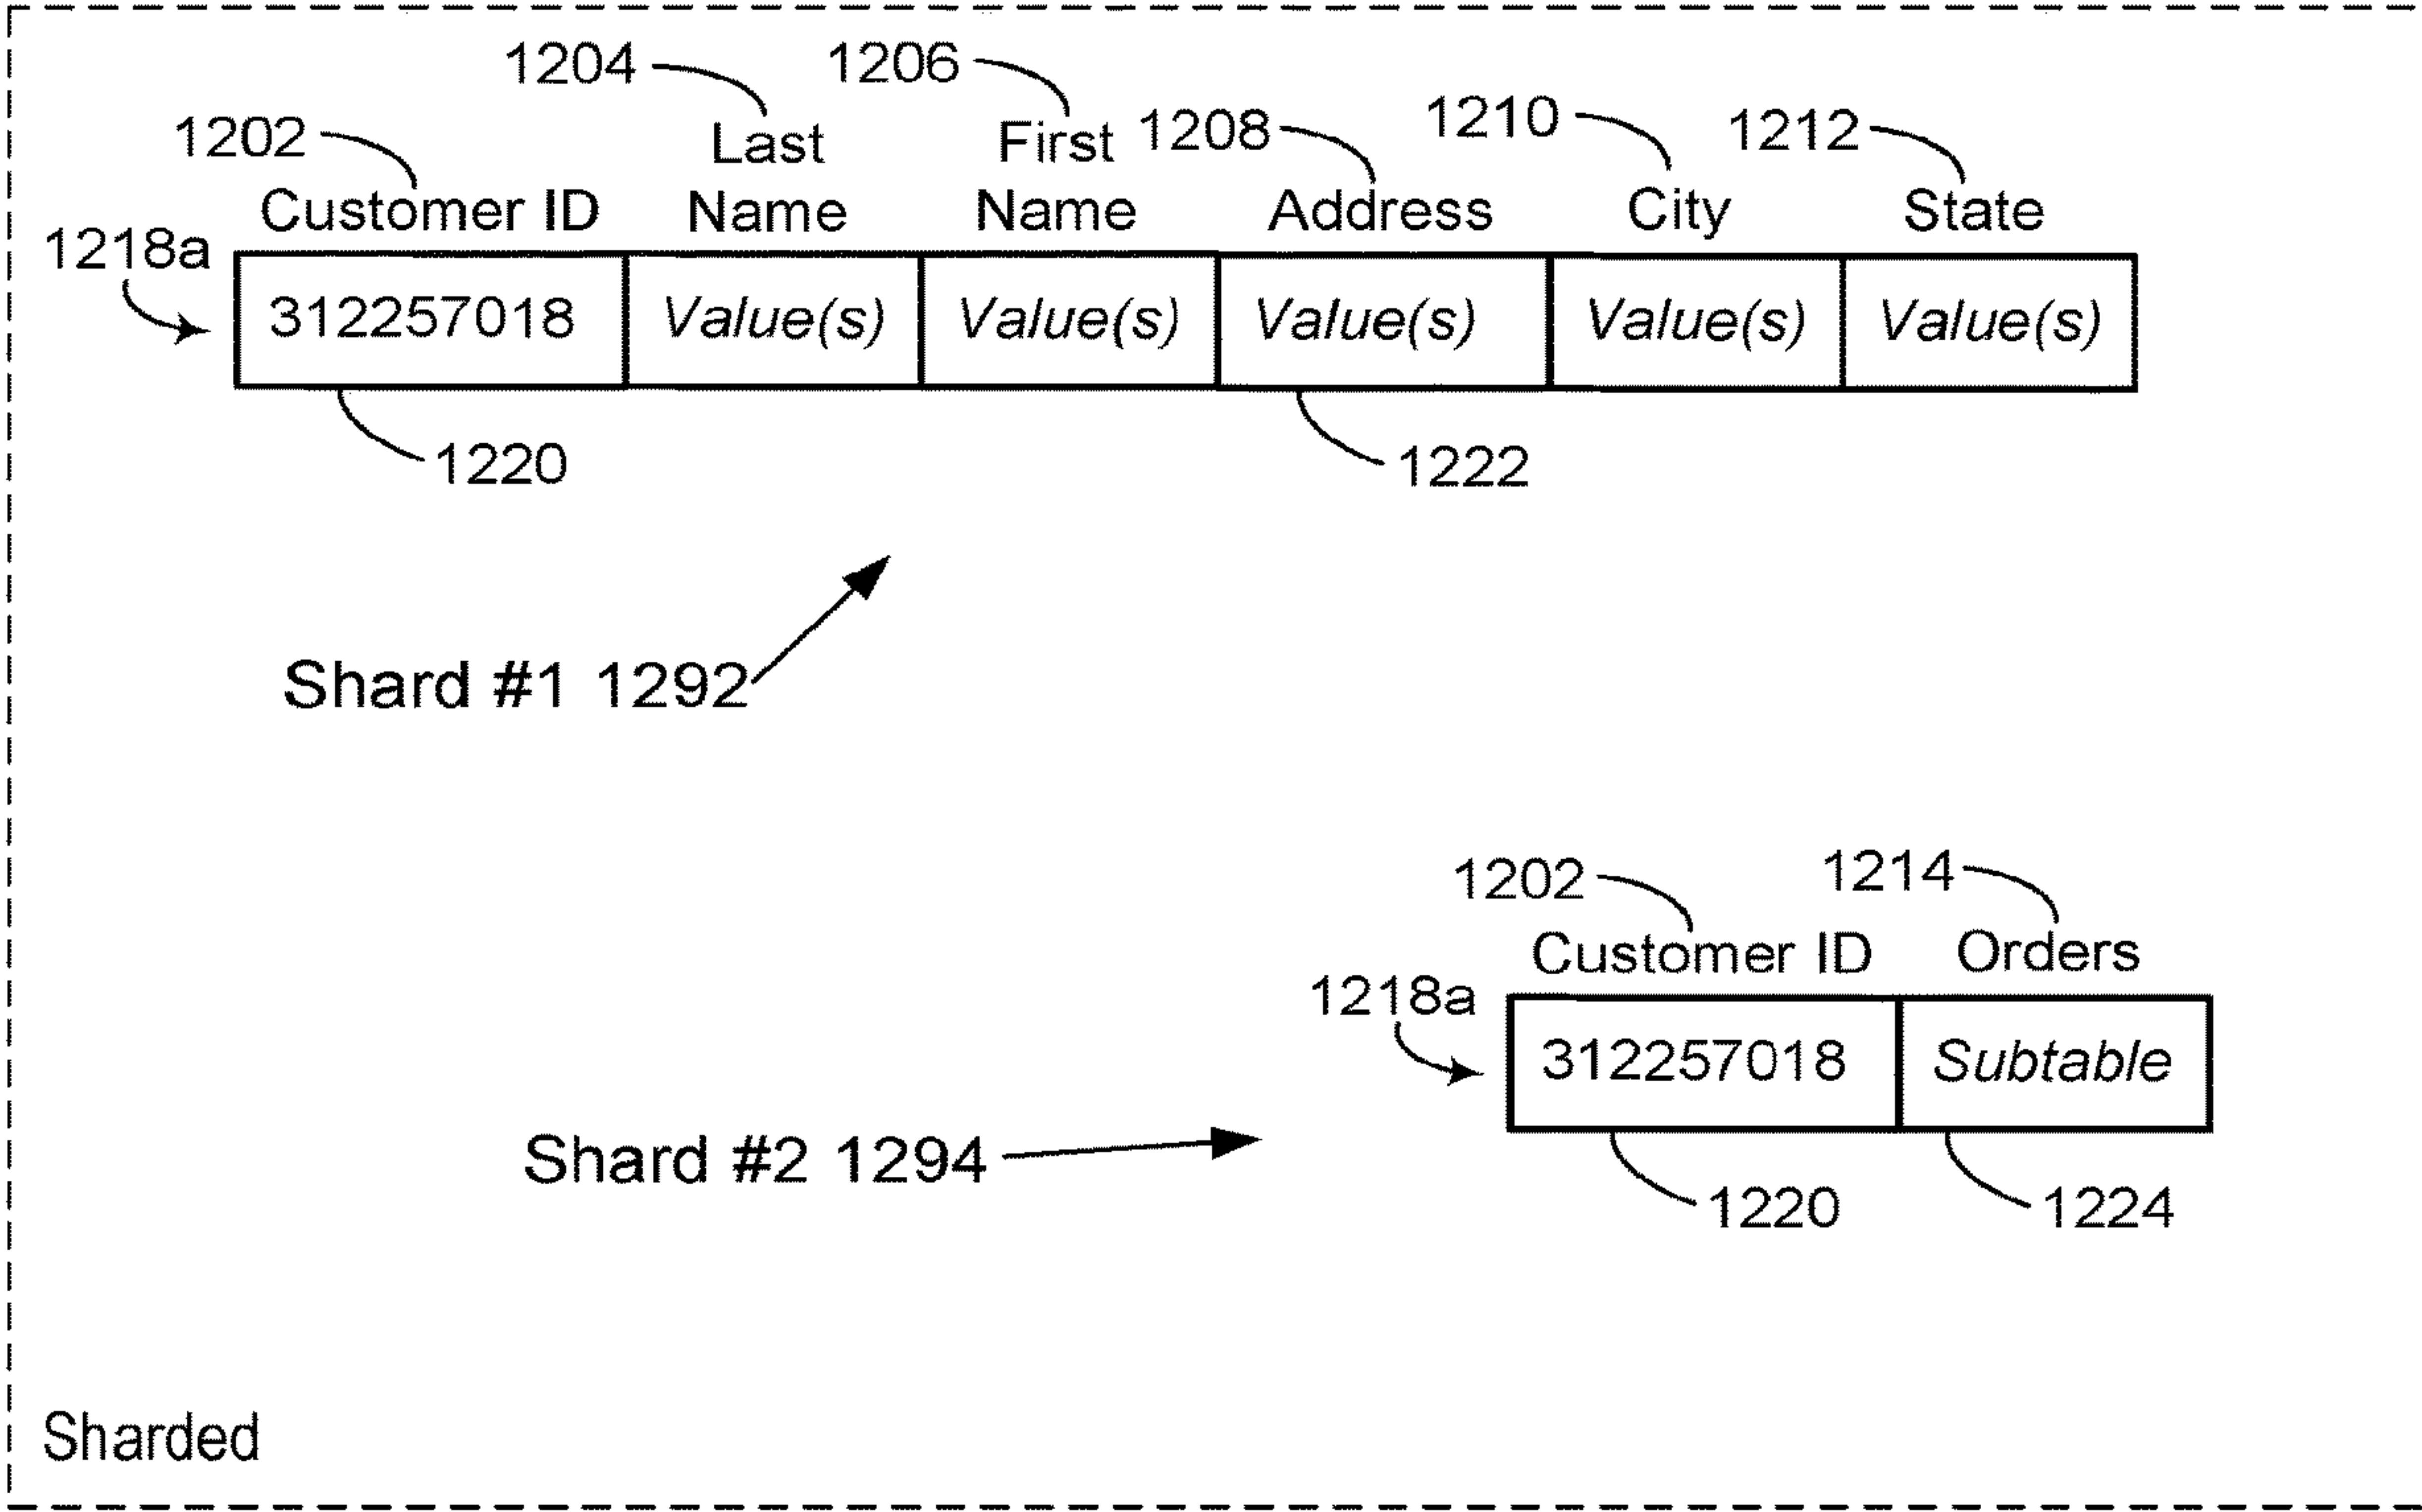 1204 1206
1202 Last First 1208 1210 1212
Customer ID Name Name Address City State
1218a
312257018 Value(s) Value(s) Value(s) Value(s) Value(s)
1220 1222
Shard #1 1292
1202 1214
Customer ID Orders
1218a
312257018 Subtable
Shard #2 1294
1220 1224
Sharded